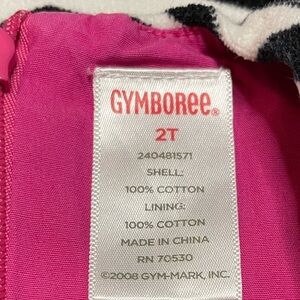 GYMBOREE®
2T
240481571
SHELL:
100% COTTON
LINING:
100% COTTON
MADE IN CHINA
RN 70530
©2008 GYM-MARK, INC.